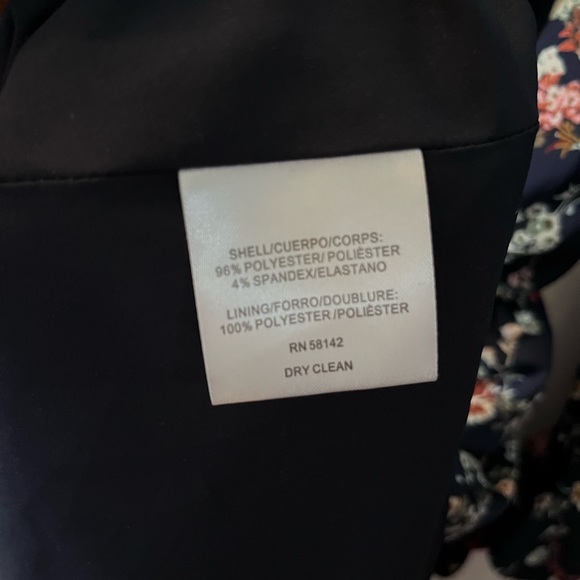 SHELL/CUERPO/CORPS:
96% POLYESTER/ POLIÈSTER
4% SPANDEX/ELASTANO
LINING/FORRO/DOUBLURE:
100% POLYESTER /POLIÈSTER
RN 58142
DRY CLEAN